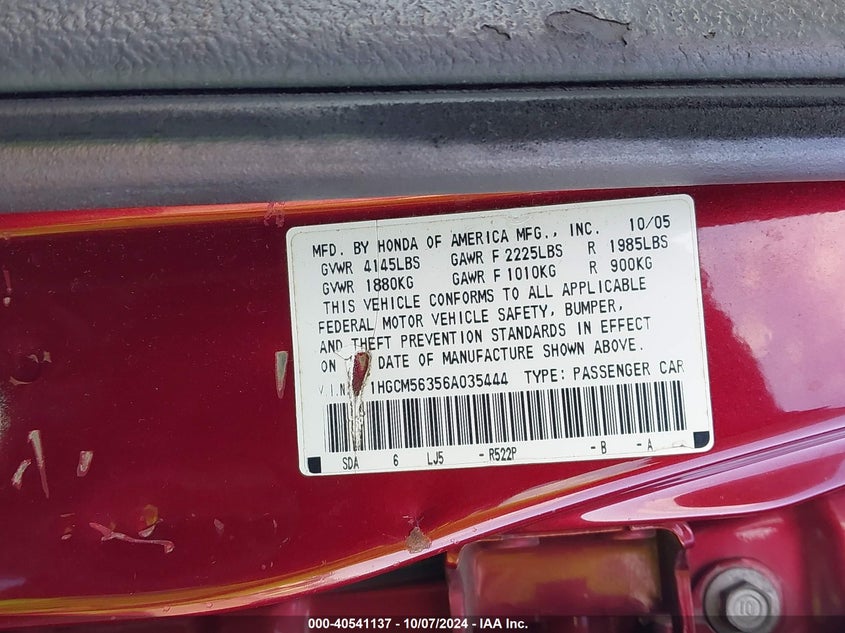 MFD. BY HONDA OF AMERICA MFG., INC. 10/05
GVWR 4145LBS GAWR F 2225LBS R 1985LBS
GVWR 1880KG GAWR F 1010KG R 900KG
THIS VEHICLE CONFORMS TO ALL APPLICABLE
FEDERAL MOTOR VEHICLE SAFETY, BUMPER,
AND THEFT PREVENTION STANDARDS IN EFFECT
ON DATE OF MANUFACTURE SHOWN ABOVE.
V.I.N. 1HGCM56356A035444 TYPE: PASSENGER CAR
SDA 6 LJ5 - R522P - B - A
10
000-40541137 - 10/07/2024 - IAA Inc.